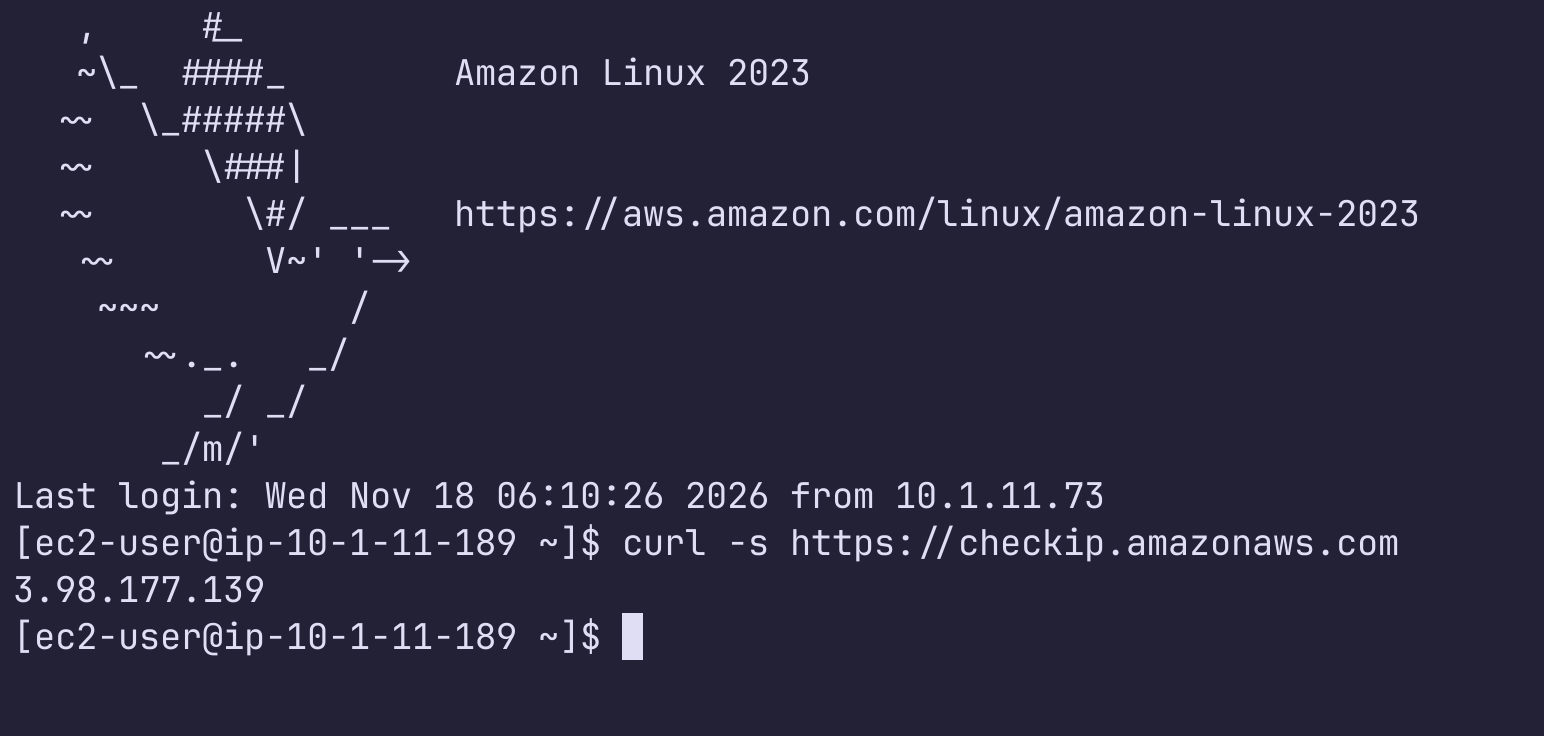 ,     #_
   ~\_  ####_        Amazon Linux 2023
  ~~  \_#####\
  ~~     \###|
  ~~       \#/ ___   https://aws.amazon.com/linux/amazon-linux-2023
   ~~       V~' '->
    ~~~         /
      ~~._.   _/
         _/ _/
       _/m/'
Last login: Wed Nov 18 06:10:26 2026 from 10.1.11.73
[ec2-user@ip-10-1-11-189 ~]$ curl -s https://checkip.amazonaws.com
3.98.177.139
[ec2-user@ip-10-1-11-189 ~]$